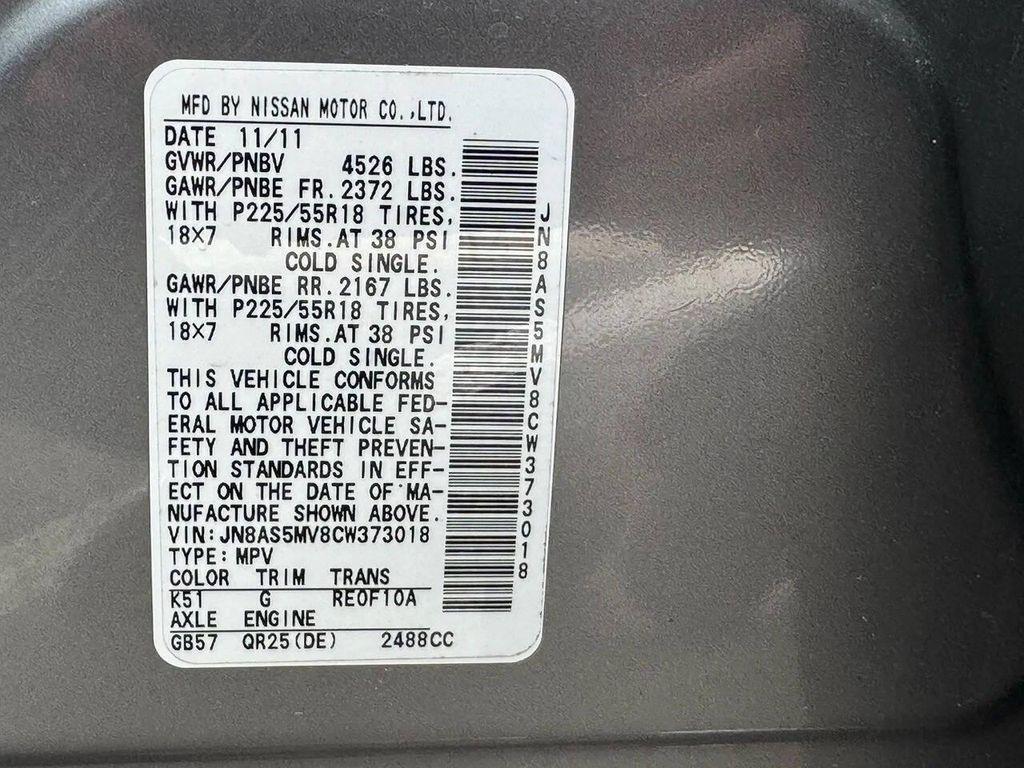 MFD BY NISSAN MOTOR CO.,LTD.
DATE 11/11
GVWR/PNBV 4526 LBS.
GAWR/PNBE FR.2372 LBS.
WITH P225/55R18 TIRES,
18X7 RIMS.AT 38 PSI
COLD SINGLE.
GAWR/PNBE RR.2167 LBS.
WITH P225/55R18 TIRES,
18X7 RIMS.AT 38 PSI
COLD SINGLE.
THIS VEHICLE CONFORMS
TO ALL APPLICABLE FED-
ERAL MOTOR VEHICLE SA-
FETY AND THEFT PREVEN-
TION STANDARDS IN EFF-
ECT ON THE DATE OF MA-
NUFACTURE SHOWN ABOVE.
VIN:JN8AS5MV8CW373018
TYPE:MPV
COLOR TRIM TRANS
K51 G RE0F10A
AXLE ENGINE
GB57 QR25(DE) 2488CC
JN8AS5MV8CW373018